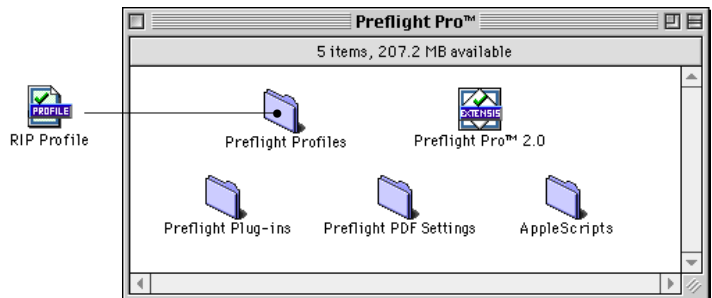 Preflight Pro™
5 items, 207.2 MB available
PROFILE
RIP Profile
Preflight Profiles
EXTENSIS
Preflight Pro™ 2.0
Preflight Plug-ins
Preflight PDF Settings
AppleScripts